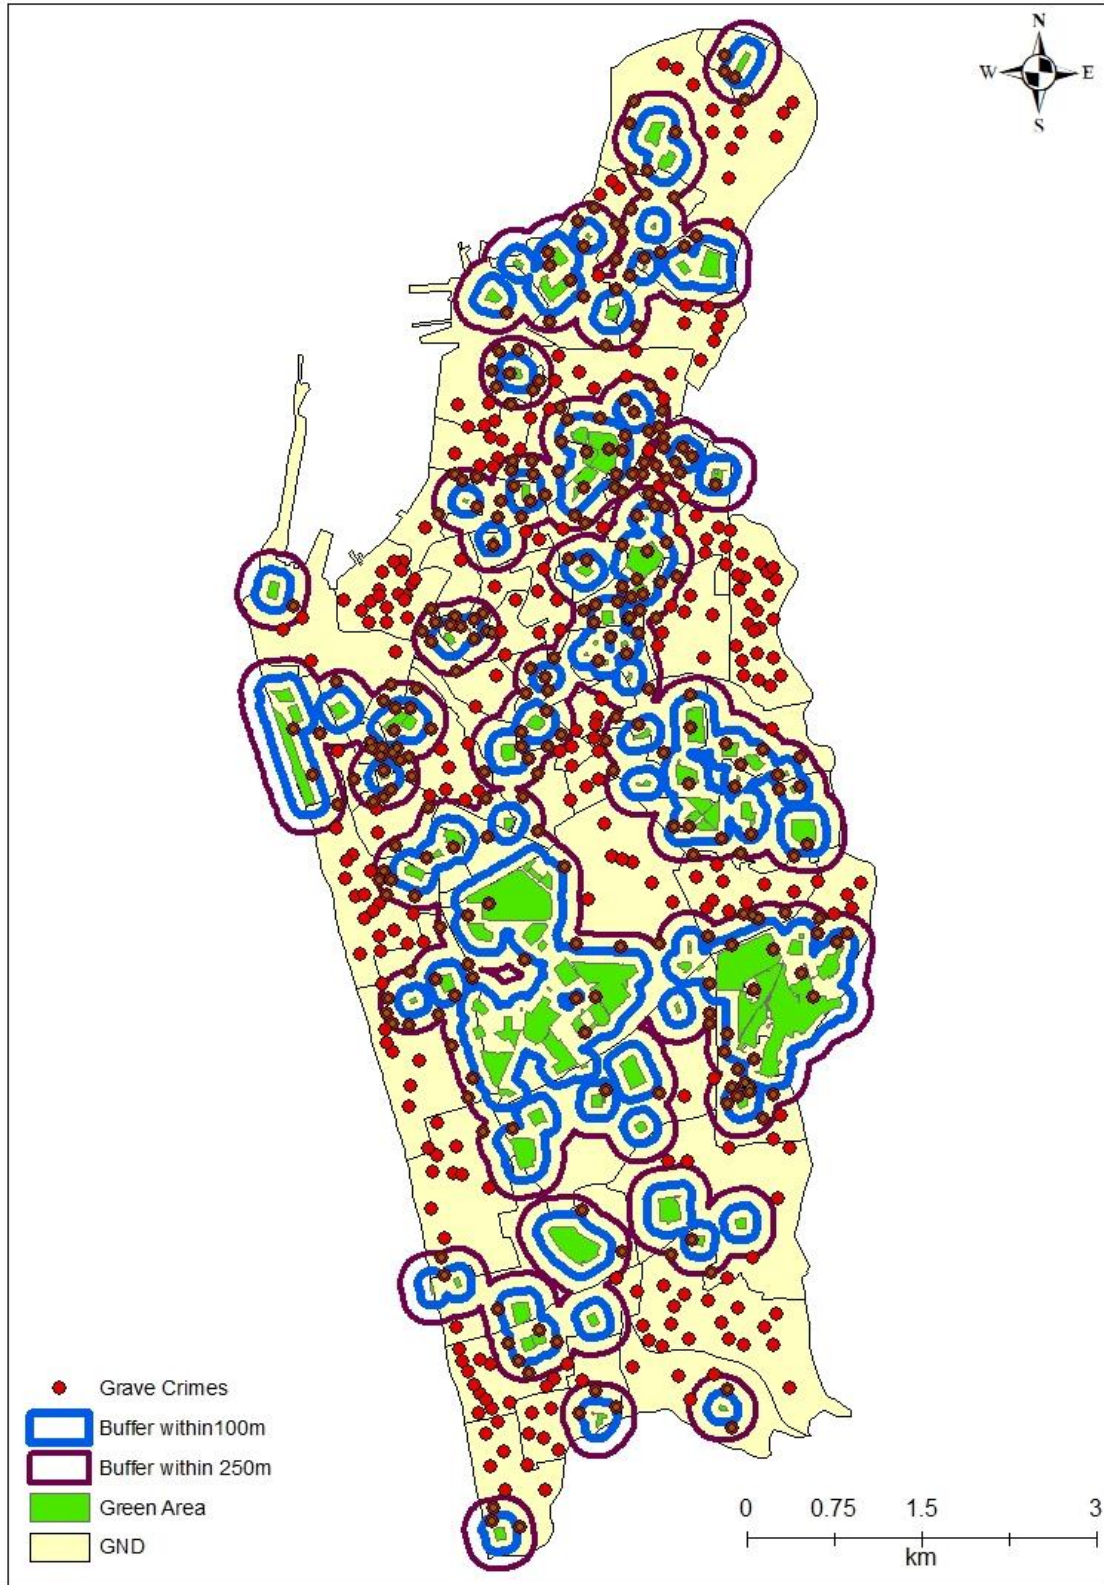 N
W E
S
Grave Crimes
Buffer within100m
Buffer within 250m
Green Area
GND
0 0.75 1.5 3
km